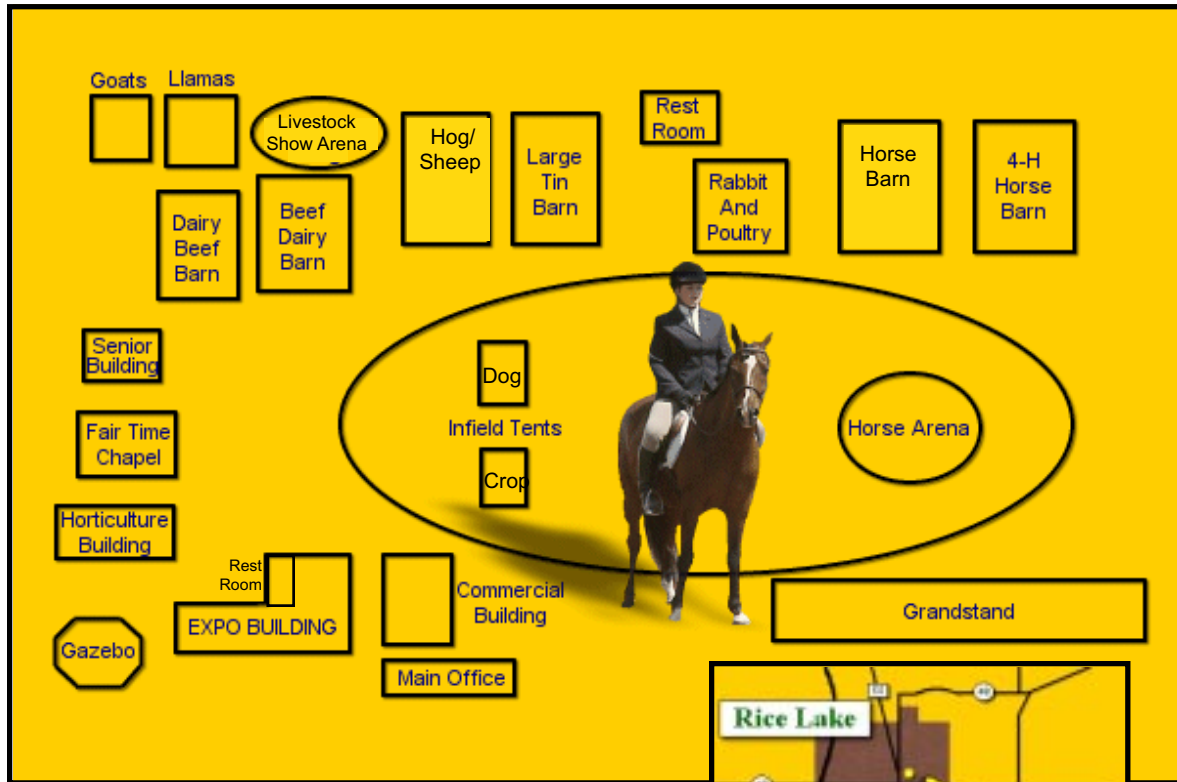 Goats
Llamas
Livestock
Show Arena
Hog/
Sheep
Large
Tin
Barn
Rest
Room
Rabbit
And
Poultry
Horse
Barn
4-H
Horse
Barn
Dairy
Beef
Barn
Beef
Dairy
Barn
Senior
Building
Dog
Infield Tents
Crop
Horse Arena
Fair Time
Chapel
Horticulture
Building
Rest
Room
EXPO BUILDING
Commercial
Building
Grandstand
Gazebo
Main Office
Rice Lake